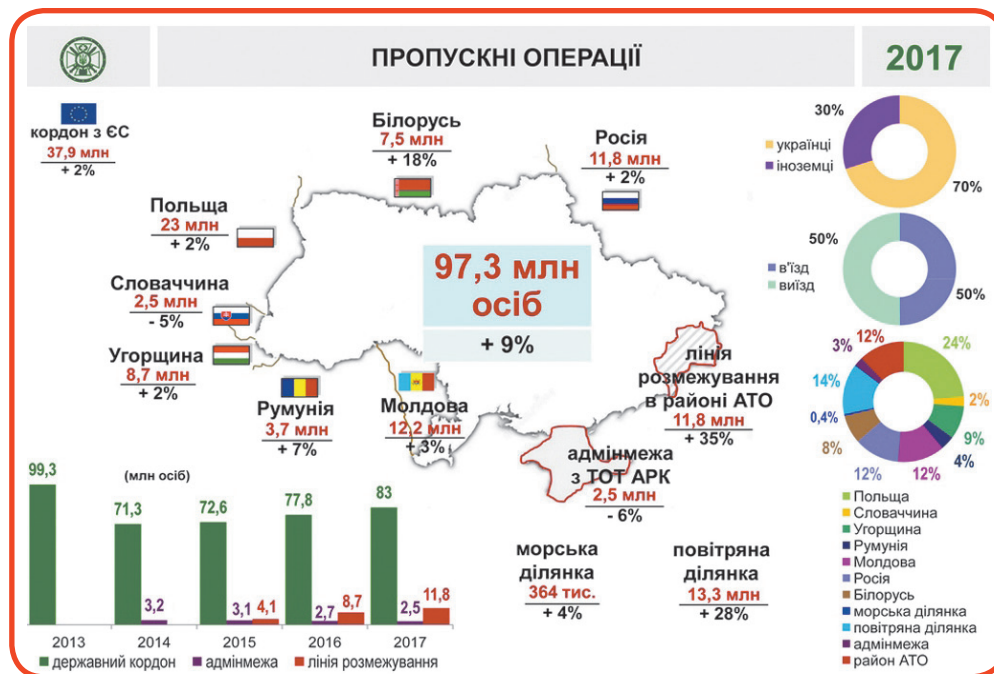 ПРОПУСКНІ ОПЕРАЦІЇ
2017
кордон з ЄС
37,9 млн
+ 2%
Білорусь
7,5 млн
+ 18%
Росія
11,8 млн
+ 2%
Польща
23 млн
+ 2%
Словаччина
2,5 млн
- 5%
Угорщина
8,7 млн
+ 2%
Румунія
3,7 млн
+ 7%
Молдова
12,2 млн
+ 3%
97,3 млн
осіб
+ 9%
лінія
розмежування
в районі АТО
11,8 млн
+ 35%
адмінмежа
з ТОТ АРК
2,5 млн
- 6%
морська
ділянка
364 тис.
+ 4%
повітряна
ділянка
13,3 млн
+ 28%
30%
українці
іноземці
70%
50%
в'їзд
виїзд
50%
3%
12%
24%
14%
2%
0,4%
8%
9%
4%
12%
12%
Польща
Словаччина
Угорщина
Румунія
Молдова
Росія
Білорусь
морська ділянка
повітряна ділянка
адмінмежа
район АТО
(млн осіб)
99,3
71,3
3,2
72,6
3,1
4,1
77,8
2,7
8,7
83
2,5
11,8
2013
2014
2015
2016
2017
державний кордон
адмінмежа
лінія розмежування